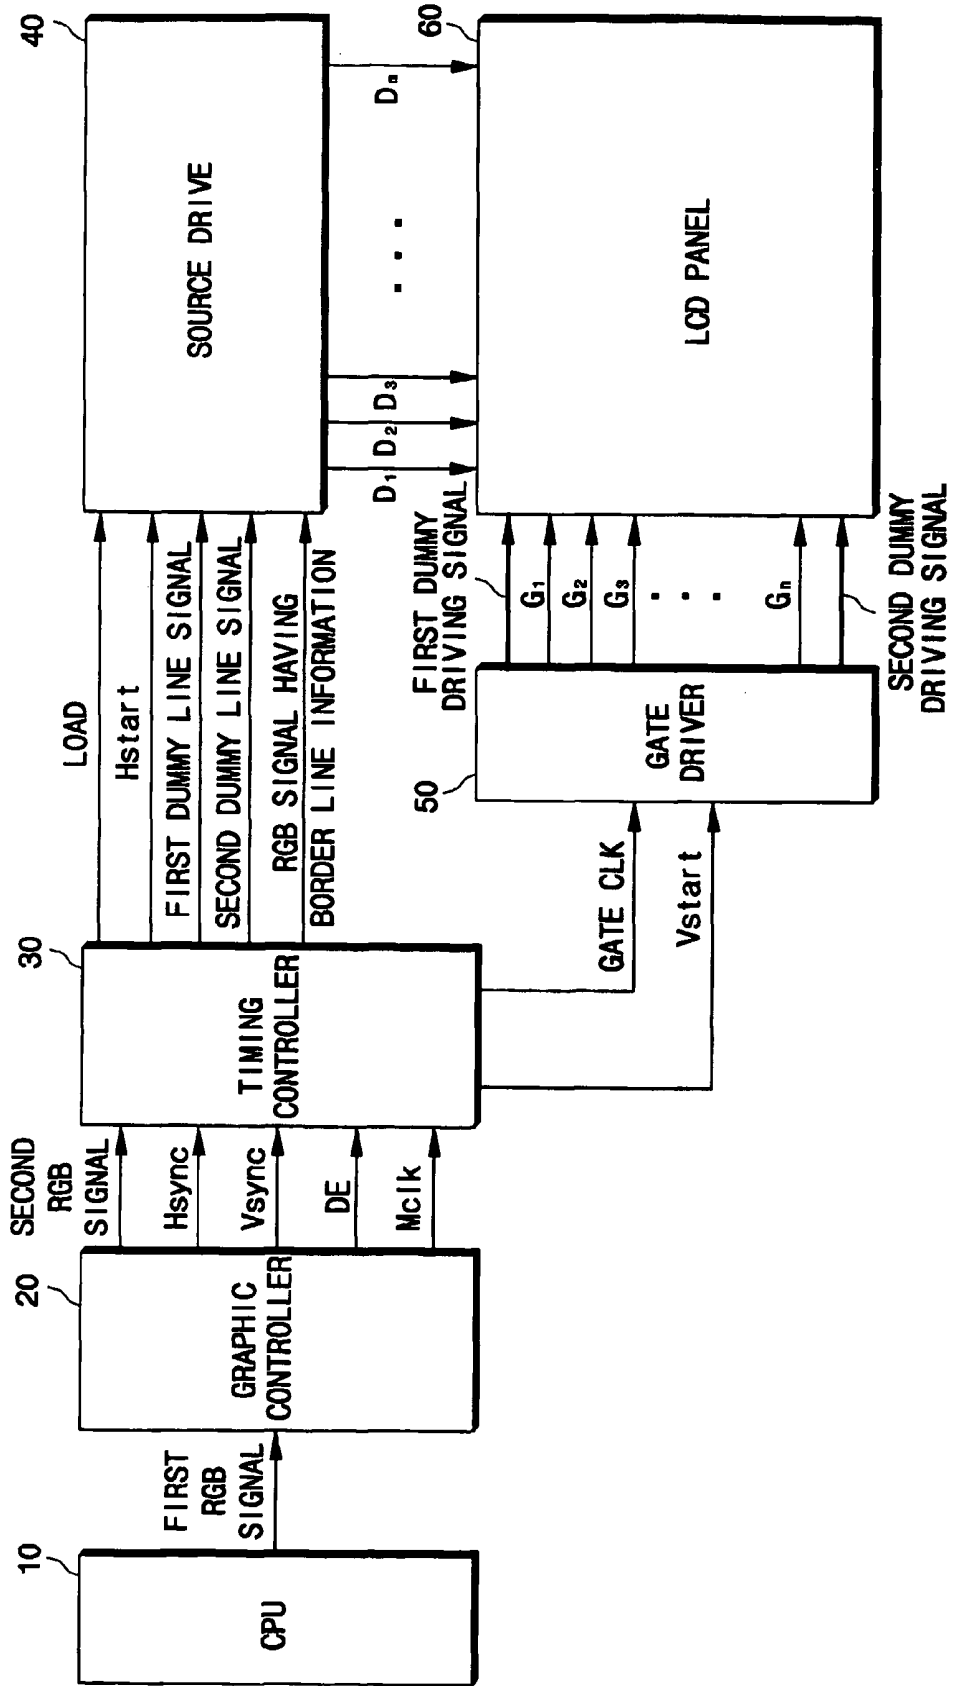 10
CPU
FIRST
RGB
SIGNAL
20
GRAPHIC
CONTROLLER
SECOND
RGB
SIGNAL
Hsync
Vsync
DE
Mclk
30
TIMING
CONTROLLER
LOAD
Hstart
FIRST DUMMY LINE SIGNAL
SECOND DUMMY LINE SIGNAL
RGB SIGNAL HAVING
BORDER LINE INFORMATION
GATE CLK
Vstart
40
SOURCE DRIVE
D1
D2
D3
. . .
Dm
50
GATE
DRIVER
FIRST DUMMY
DRIVING SIGNAL
G1
G2
G3
. . .
Gn
SECOND DUMMY
DRIVING SIGNAL
60
LCD PANEL